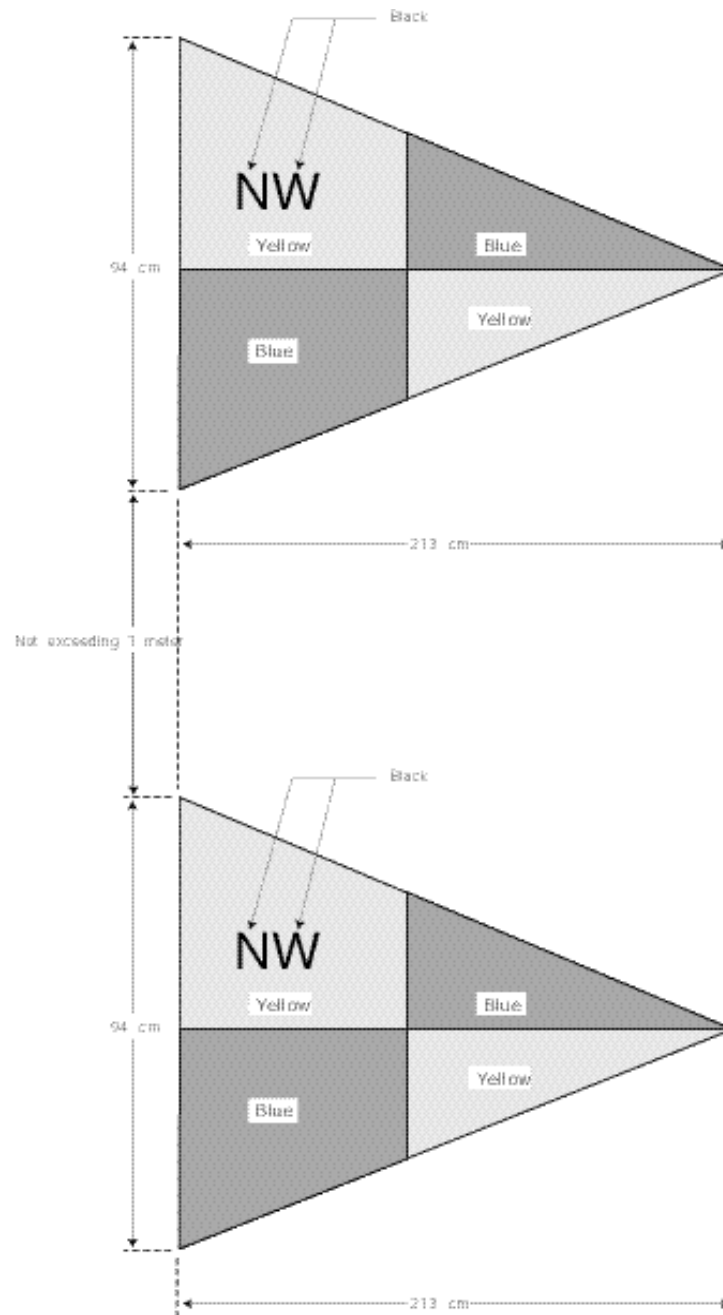 Black
NW
Yellow
Blue
94 cm
Yellow
Blue
213 cm
Not exceeding 1 meter
Black
NW
Yellow
Blue
94 cm
Yellow
Blue
213 cm